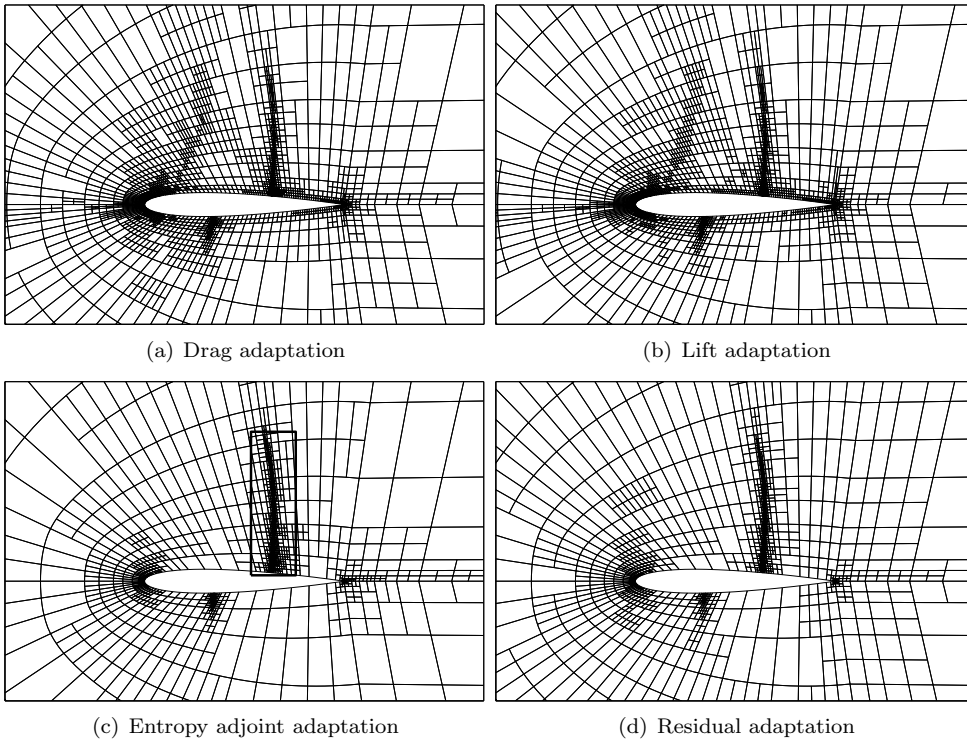 (a) Drag adaptation
(b) Lift adaptation
(c) Entropy adjoint adaptation
(d) Residual adaptation